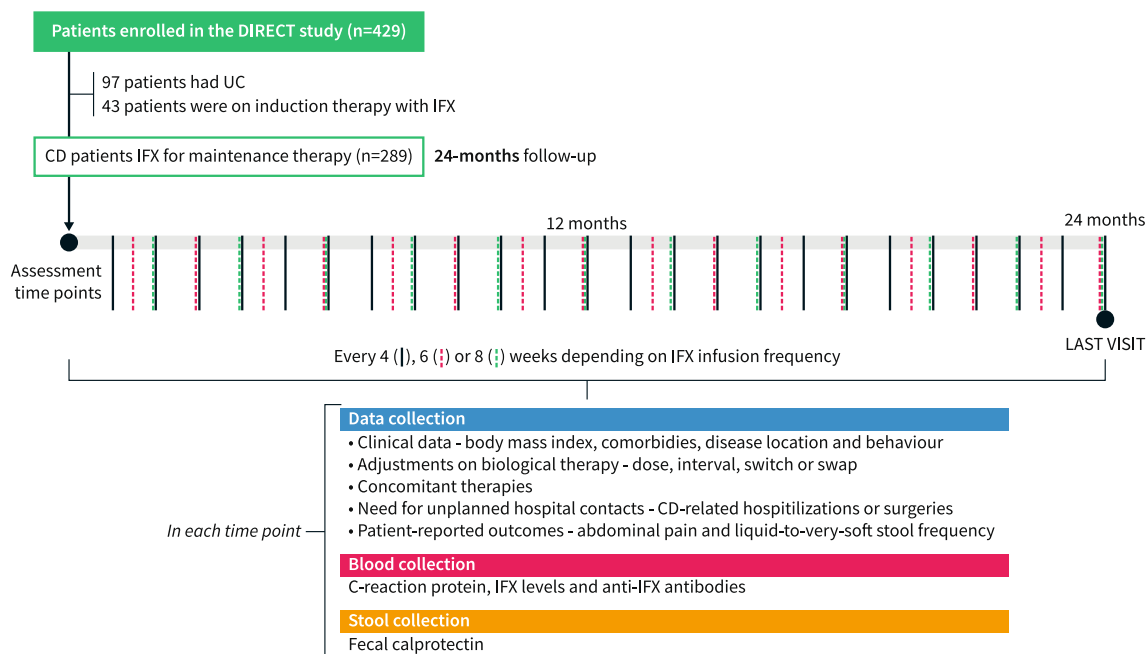 Patients enrolled in the DIRECT study (n=429)
97 patients had UC
43 patients were on induction therapy with IFX
CD patients IFX for maintenance therapy (n=289)
24-months follow-up
12 months
24 months
Assessment
time points
LAST VISIT
Every 4 (|), 6 (¦) or 8 (¦) weeks depending on IFX infusion frequency
In each time point
Data collection
• Clinical data - body mass index, comorbidies, disease location and behaviour
• Adjustments on biological therapy - dose, interval, switch or swap
• Concomitant therapies
• Need for unplanned hospital contacts - CD-related hospitilizations or surgeries
• Patient-reported outcomes - abdominal pain and liquid-to-very-soft stool frequency
Blood collection
C-reaction protein, IFX levels and anti-IFX antibodies
Stool collection
Fecal calprotectin